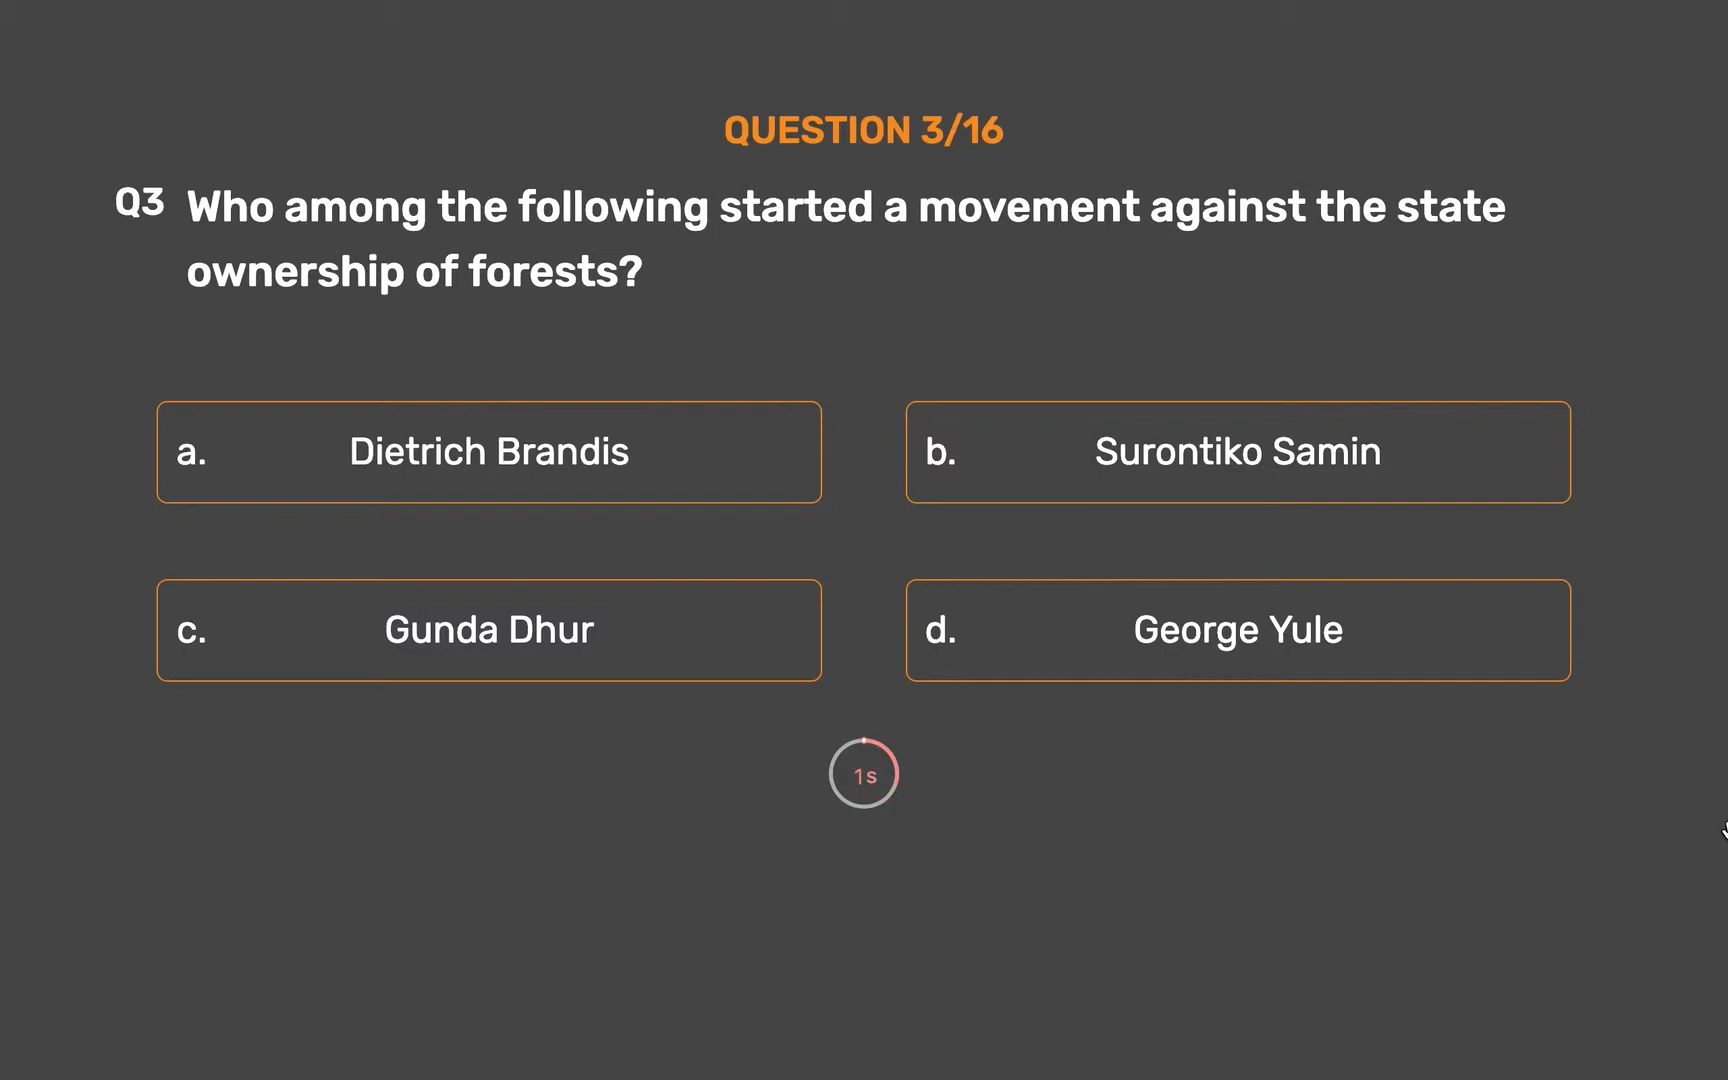 QUESTION 3/16
Q3 Who among the following started a movement against the state
ownership of forests?
a. Dietrich Brandis
b. Surontiko Samin
c. Gunda Dhur
d. George Yule
1s